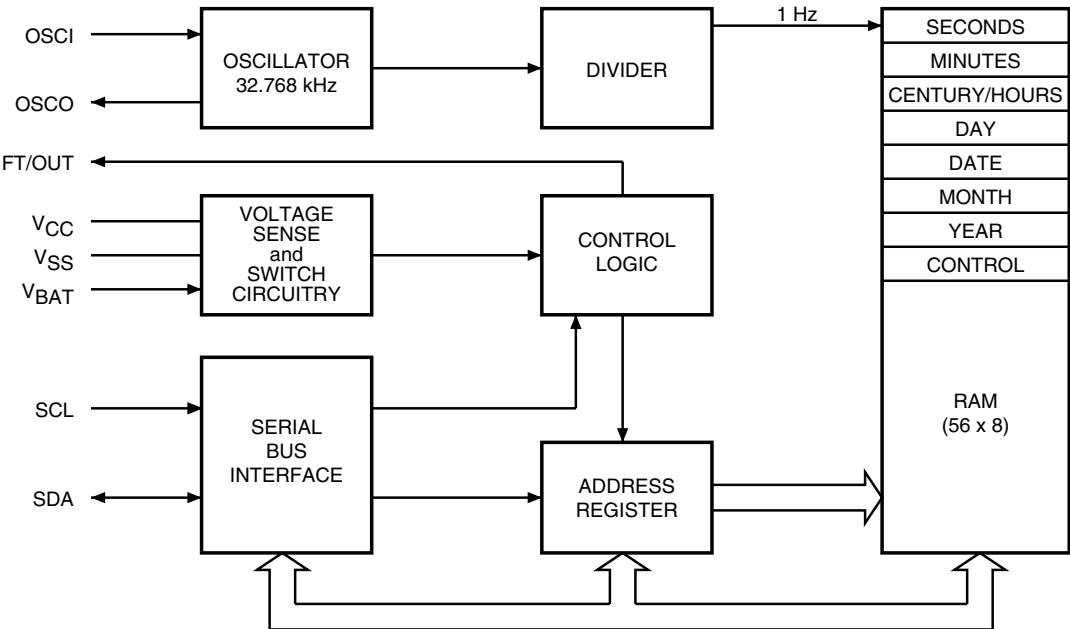 OSCI
OSCO
OSCILLATOR
32.768 kHz
DIVIDER
1 Hz
SECONDS
MINUTES
CENTURY/HOURS
DAY
DATE
MONTH
YEAR
CONTROL
RAM
(56 x 8)
FT/OUT
VCC
VSS
VBAT
VOLTAGE
SENSE
and
SWITCH
CIRCUITRY
CONTROL
LOGIC
SCL
SDA
SERIAL
BUS
INTERFACE
ADDRESS
REGISTER